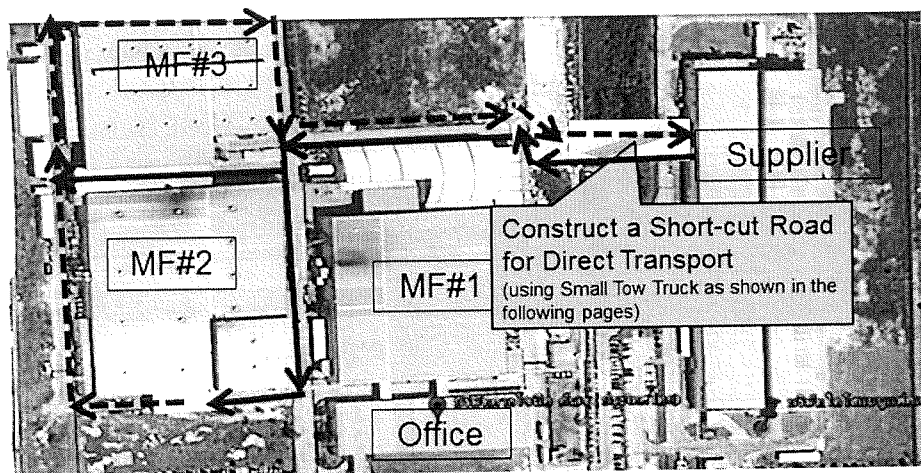 MF#3
Supplier
Construct a Short-cut Road
for Direct Transport
(using Small Tow Truck as shown in the
following pages)
MF#2
MF#1
Office